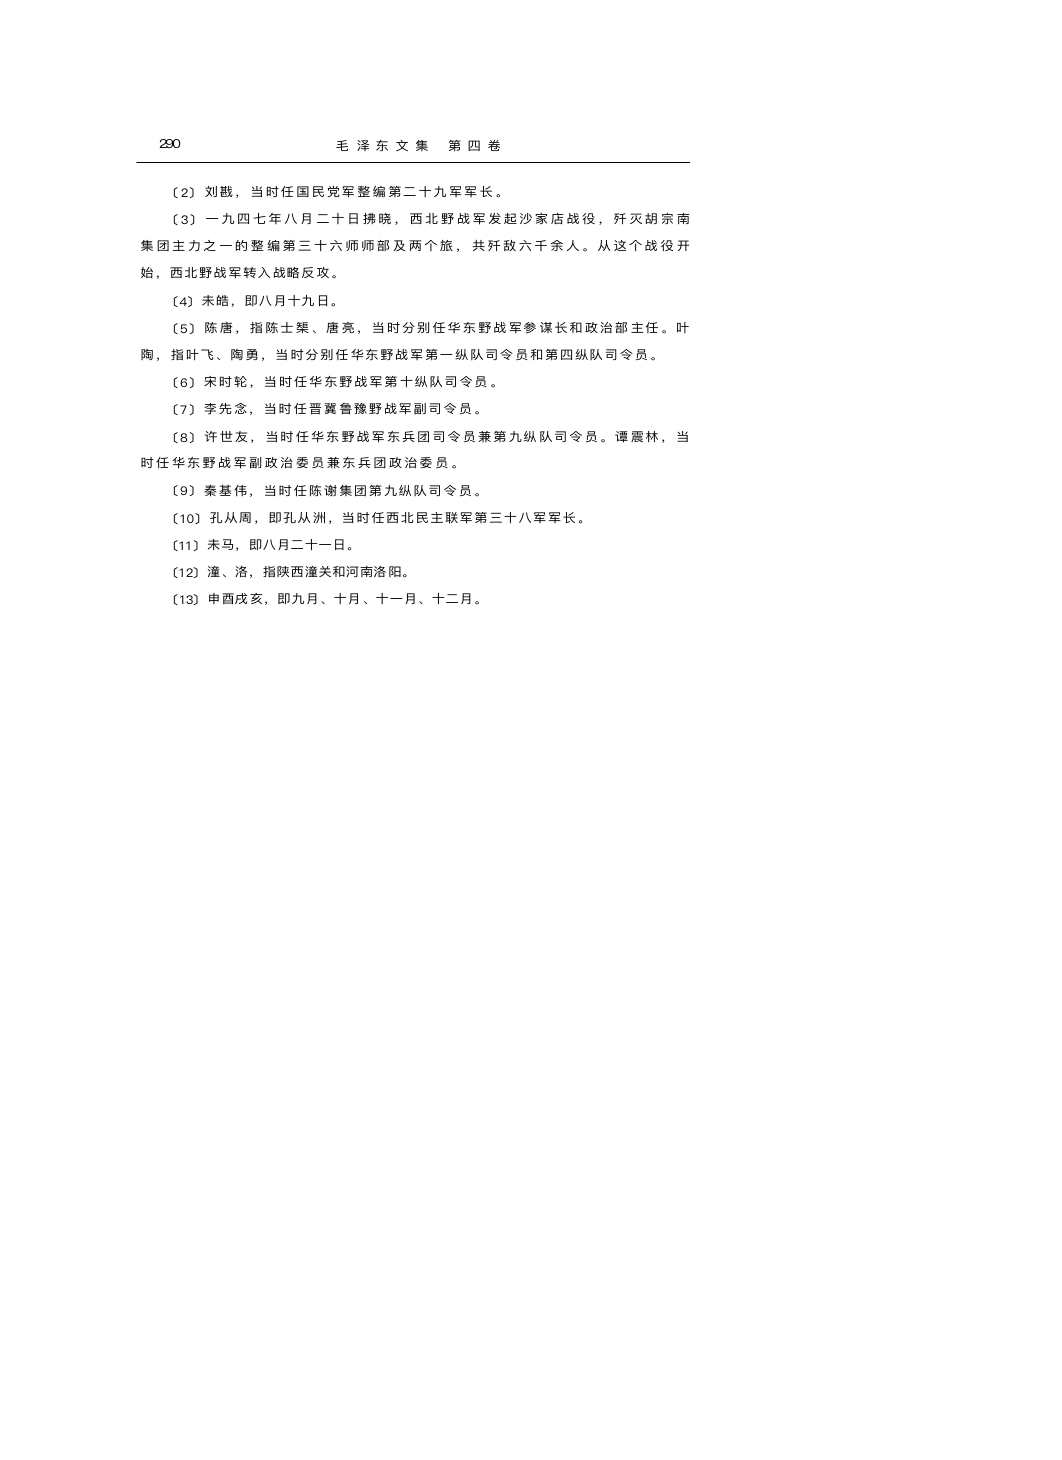 290
毛泽东文集 第四卷
〔2〕刘戡，当时任国民党军整编第二十九军军长。
〔3〕一九四七年八月二十日拂晓，西北野战军发起沙家店战役，歼灭胡宗南
集团主力之一的整编第三十六师师部及两个旅，共歼敌六千余人。从这个战役开
始，西北野战军转入战略反攻。
〔4〕未皓，即八月十九日。
〔5〕陈唐，指陈士榘、唐亮，当时分别任华东野战军参谋长和政治部主任。叶
陶，指叶飞、陶勇，当时分别任华东野战军第一纵队司令员和第四纵队司令员。
〔6〕宋时轮，当时任华东野战军第十纵队司令员。
〔7〕李先念，当时任晋冀鲁豫野战军副司令员。
〔8〕许世友，当时任华东野战军东兵团司令员兼第九纵队司令员。谭震林，当
时任华东野战军副政治委员兼东兵团政治委员。
〔9〕秦基伟，当时任陈谢集团第九纵队司令员。
〔10〕孔从周，即孔从洲，当时任西北民主联军第三十八军军长。
〔11〕未马，即八月二十一日。
〔12〕潼、洛，指陕西潼关和河南洛阳。
〔13〕申酉戌亥，即九月、十月、十一月、十二月。